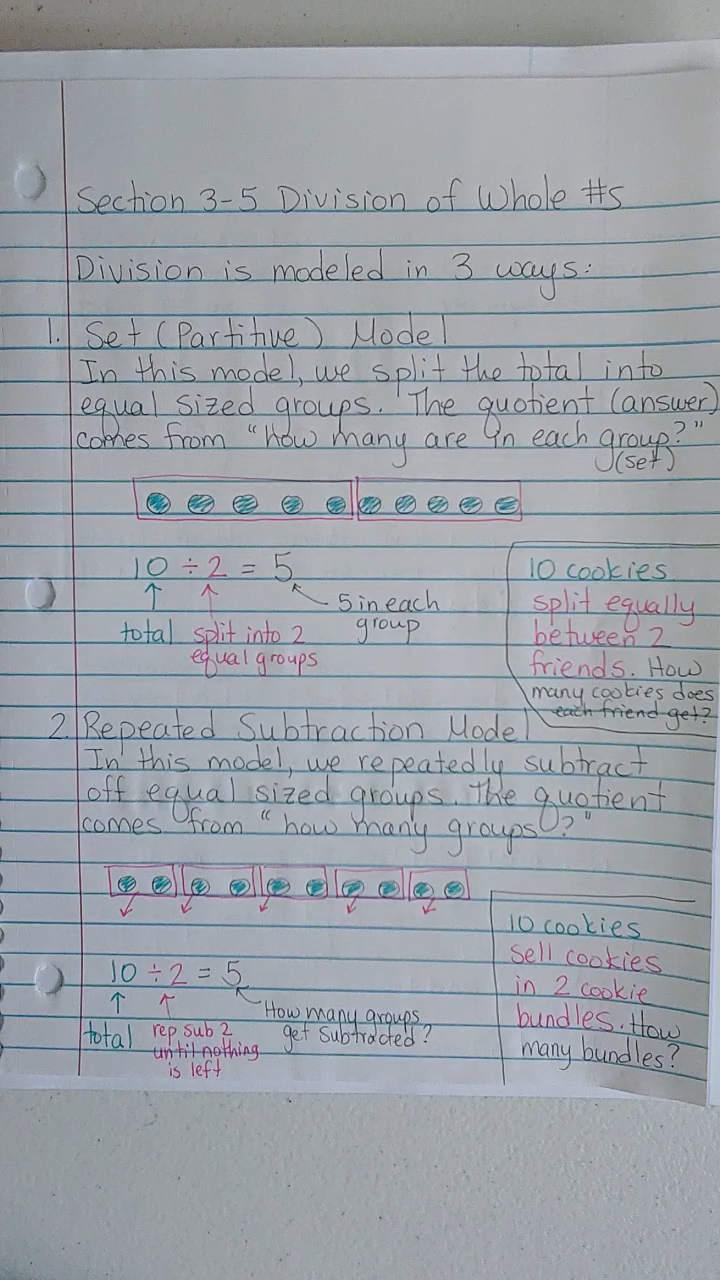 Section 3-5 Division of Whole #s
Division is modeled in 3 ways:
1. Set (Partitive) Model
In this model, we split the total into
equal sized groups. The quotient (answer)
comes from "how many are in each group?"
(set)
10 ÷ 2 = 5
5 in each
group
total
split into 2
equal groups
10 cookies
split equally
between 2
friends. How
many cookies does
each friend get?
2. Repeated Subtraction Model
In this model, we repeatedly subtract
off equal sized groups. The quotient
comes from "how many groups?"
10 ÷ 2 = 5
How many groups
get subtracted?
total
rep sub 2
until nothing
is left
10 cookies
sell cookies
in 2 cookie
bundles. How
many bundles?